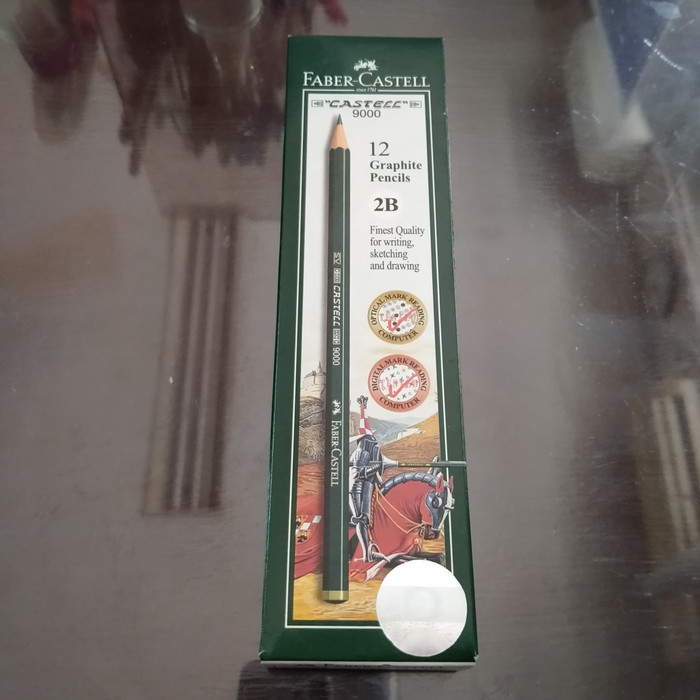 FABER-CASTELL
since 1761
"CASTELL"
9000
12
Graphite
Pencils
2B
Finest Quality
for writing,
sketching
and drawing
OPTICAL MARK READING
COMPUTER
DIGITAL MARK READING
COMPUTER
CASTELL 9000
FABER-CASTELL